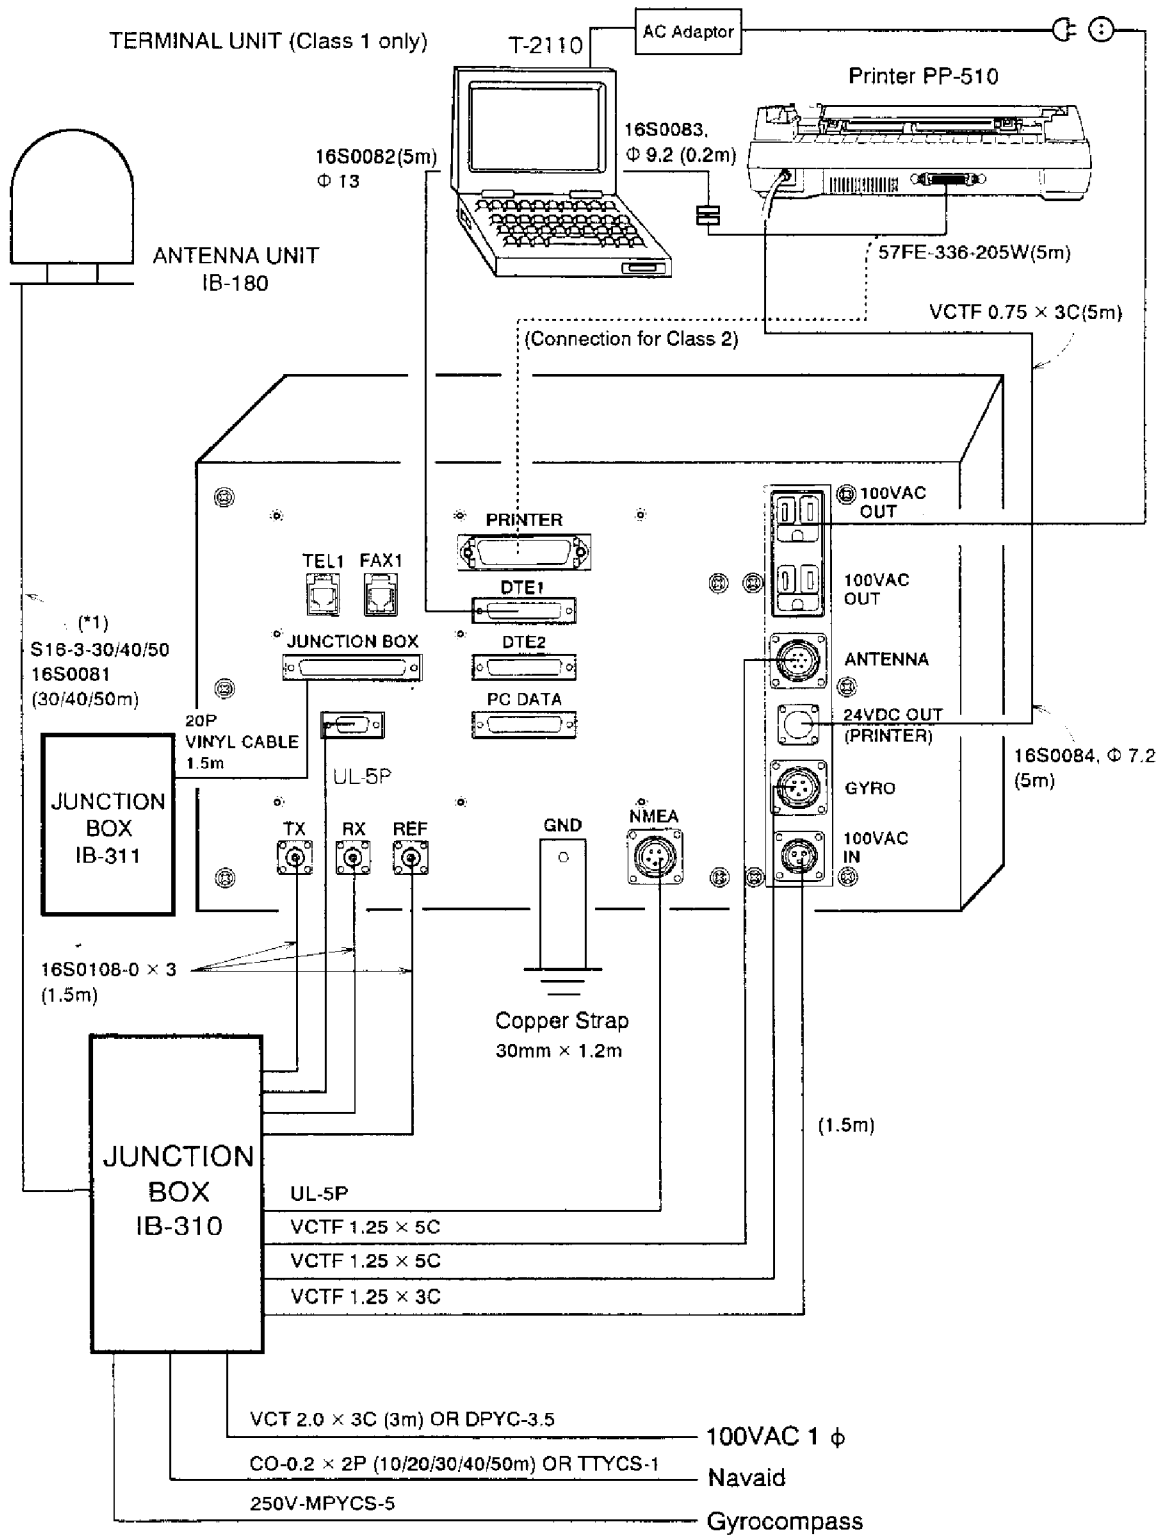 TERMINAL UNIT (Class 1 only)
T-2110
AC Adaptor
Printer PP-510
16S0082(5m)
Φ 13
16S0083,
Φ 9.2 (0.2m)
ANTENNA UNIT
IB-180
57FE-336-205W(5m)
VCTF 0.75 × 3C(5m)
(Connection for Class 2)
100VAC
OUT
PRINTER
TEL1
FAX1
DTE1
100VAC
OUT
(*1)
S16-3-30/40/50
16S0081
(30/40/50m)
JUNCTION BOX
DTE2
ANTENNA
PC DATA
20P
VINYL CABLE
1.5m
24VDC OUT
(PRINTER)
16S0084, Φ 7.2
(5m)
UL-5P
JUNCTION
BOX
IB-311
GYRO
TX
RX
REF
GND
NMEA
100VAC
IN
16S0108-0 × 3
(1.5m)
Copper Strap
30mm × 1.2m
(1.5m)
JUNCTION
BOX
IB-310
UL-5P
VCTF 1.25 × 5C
VCTF 1.25 × 5C
VCTF 1.25 × 3C
VCT 2.0 × 3C (3m) OR DPYC-3.5
100VAC 1 ϕ
CO-0.2 × 2P (10/20/30/40/50m) OR TTYCS-1
Navaid
250V-MPYCS-5
Gyrocompass